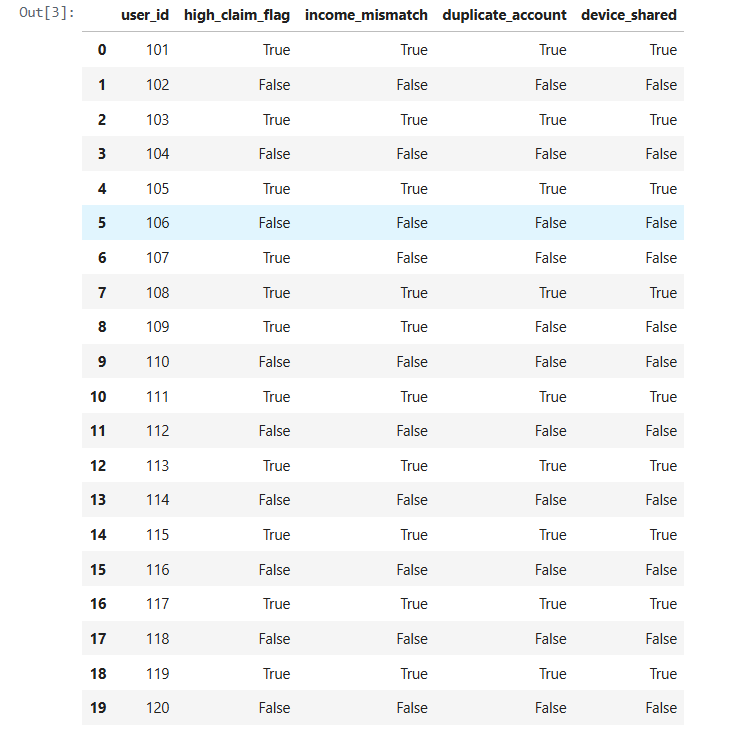 Out[3]:
user_id high_claim_flag income_mismatch duplicate_account device_shared
0 101 True True True True
1 102 False False False False
2 103 True True True True
3 104 False False False False
4 105 True True True True
5 106 False False False False
6 107 True False False False
7 108 True True True True
8 109 True True False False
9 110 False False False False
10 111 True True True True
11 112 False False False False
12 113 True True True True
13 114 False False False False
14 115 True True True True
15 116 False False False False
16 117 True True True True
17 118 False False False False
18 119 True True True True
19 120 False False False False